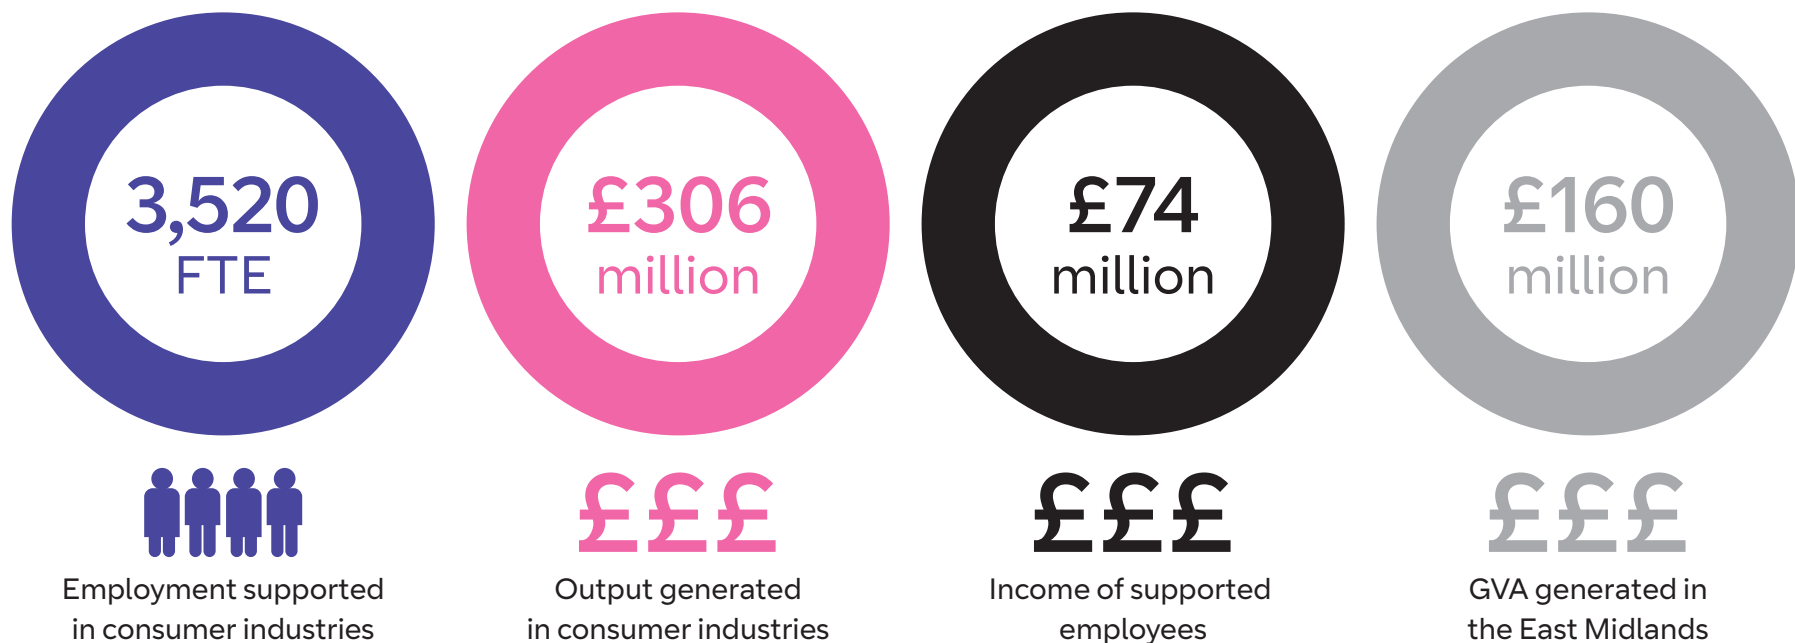 3,520
FTE
£306
million
£74
million
£160
million
£££
£££
£££
Employment supported
in consumer industries
Output generated
in consumer industries
Income of supported
employees
GVA generated in
the East Midlands